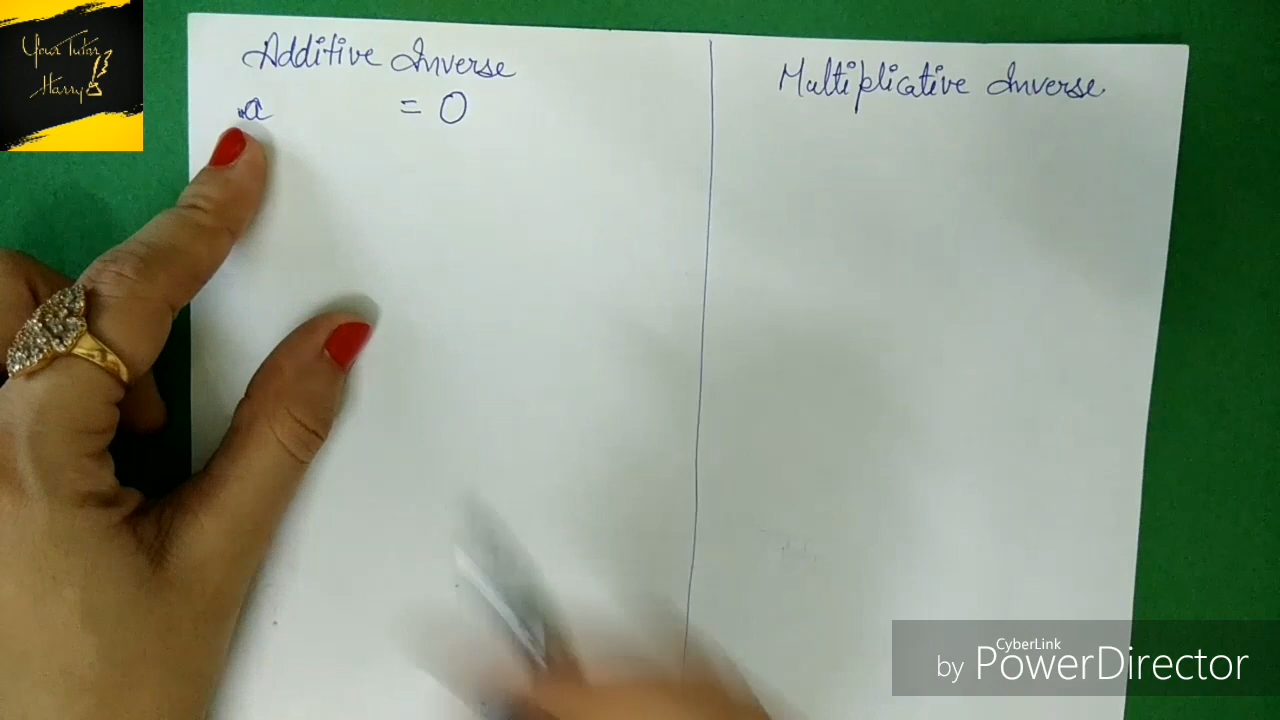 Your Tutor
Harry
Additive Inverse
a = 0
Multiplicative Inverse
CyberLink
by PowerDirector